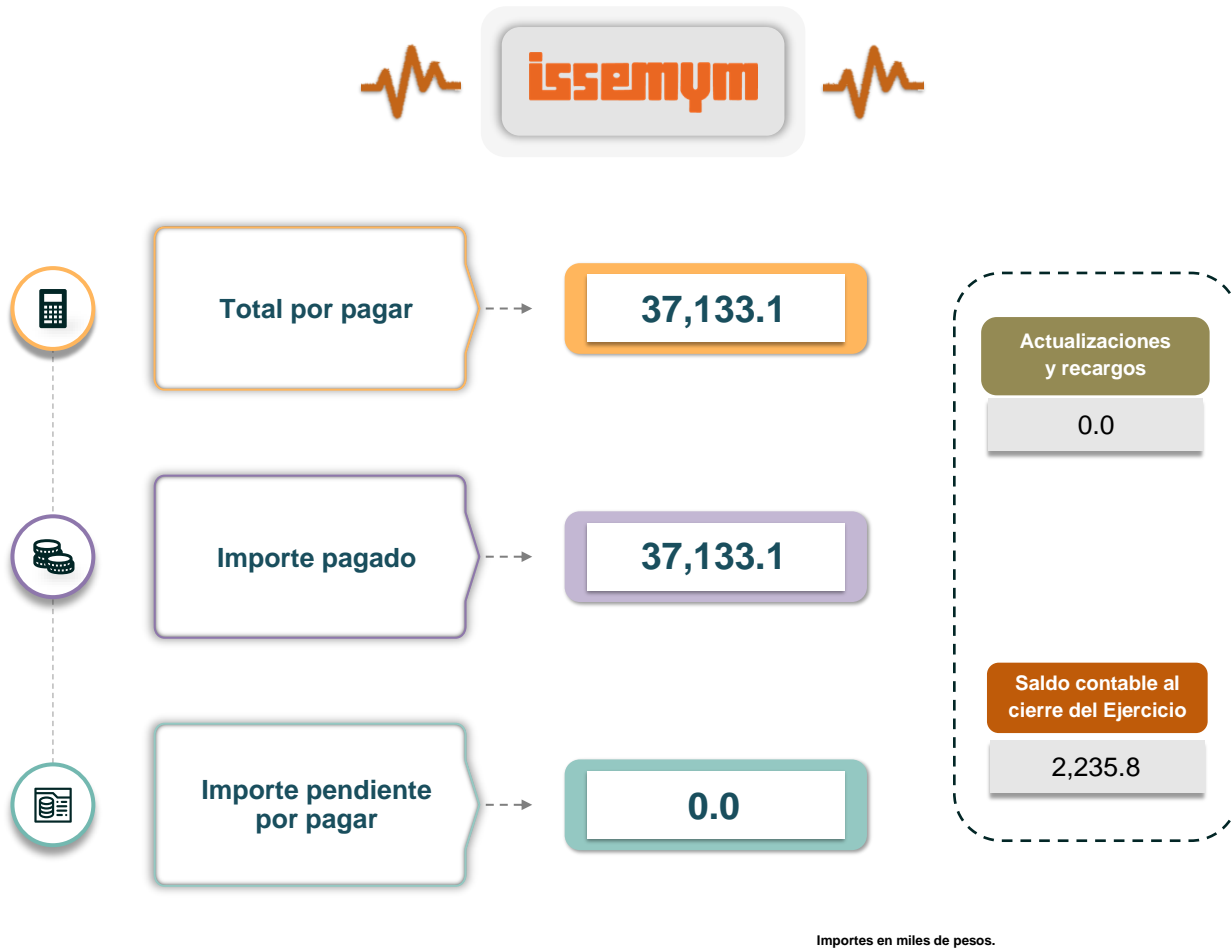 issemym
Total por pagar
37,133.1
Actualizaciones
y recargos
0.0
Importe pagado
37,133.1
Saldo contable al
cierre del Ejercicio
2,235.8
Importe pendiente
por pagar
0.0
Importes en miles de pesos.